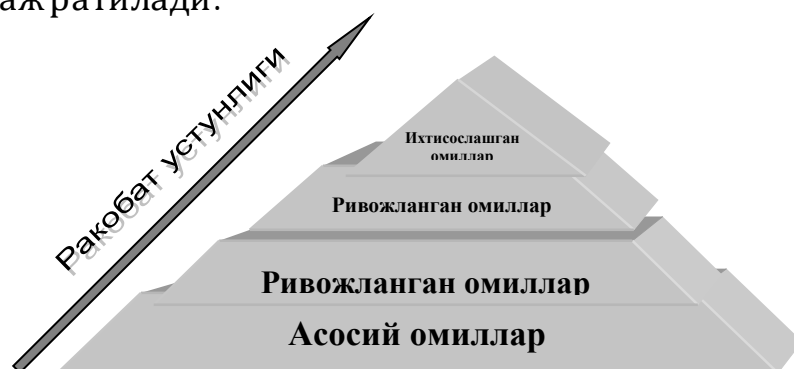 ажратилади.
Ракобат устунлиги
Ихтисослашган
омиллар
Ривожланган омиллар
Ривожланган омиллар
Асосий омиллар